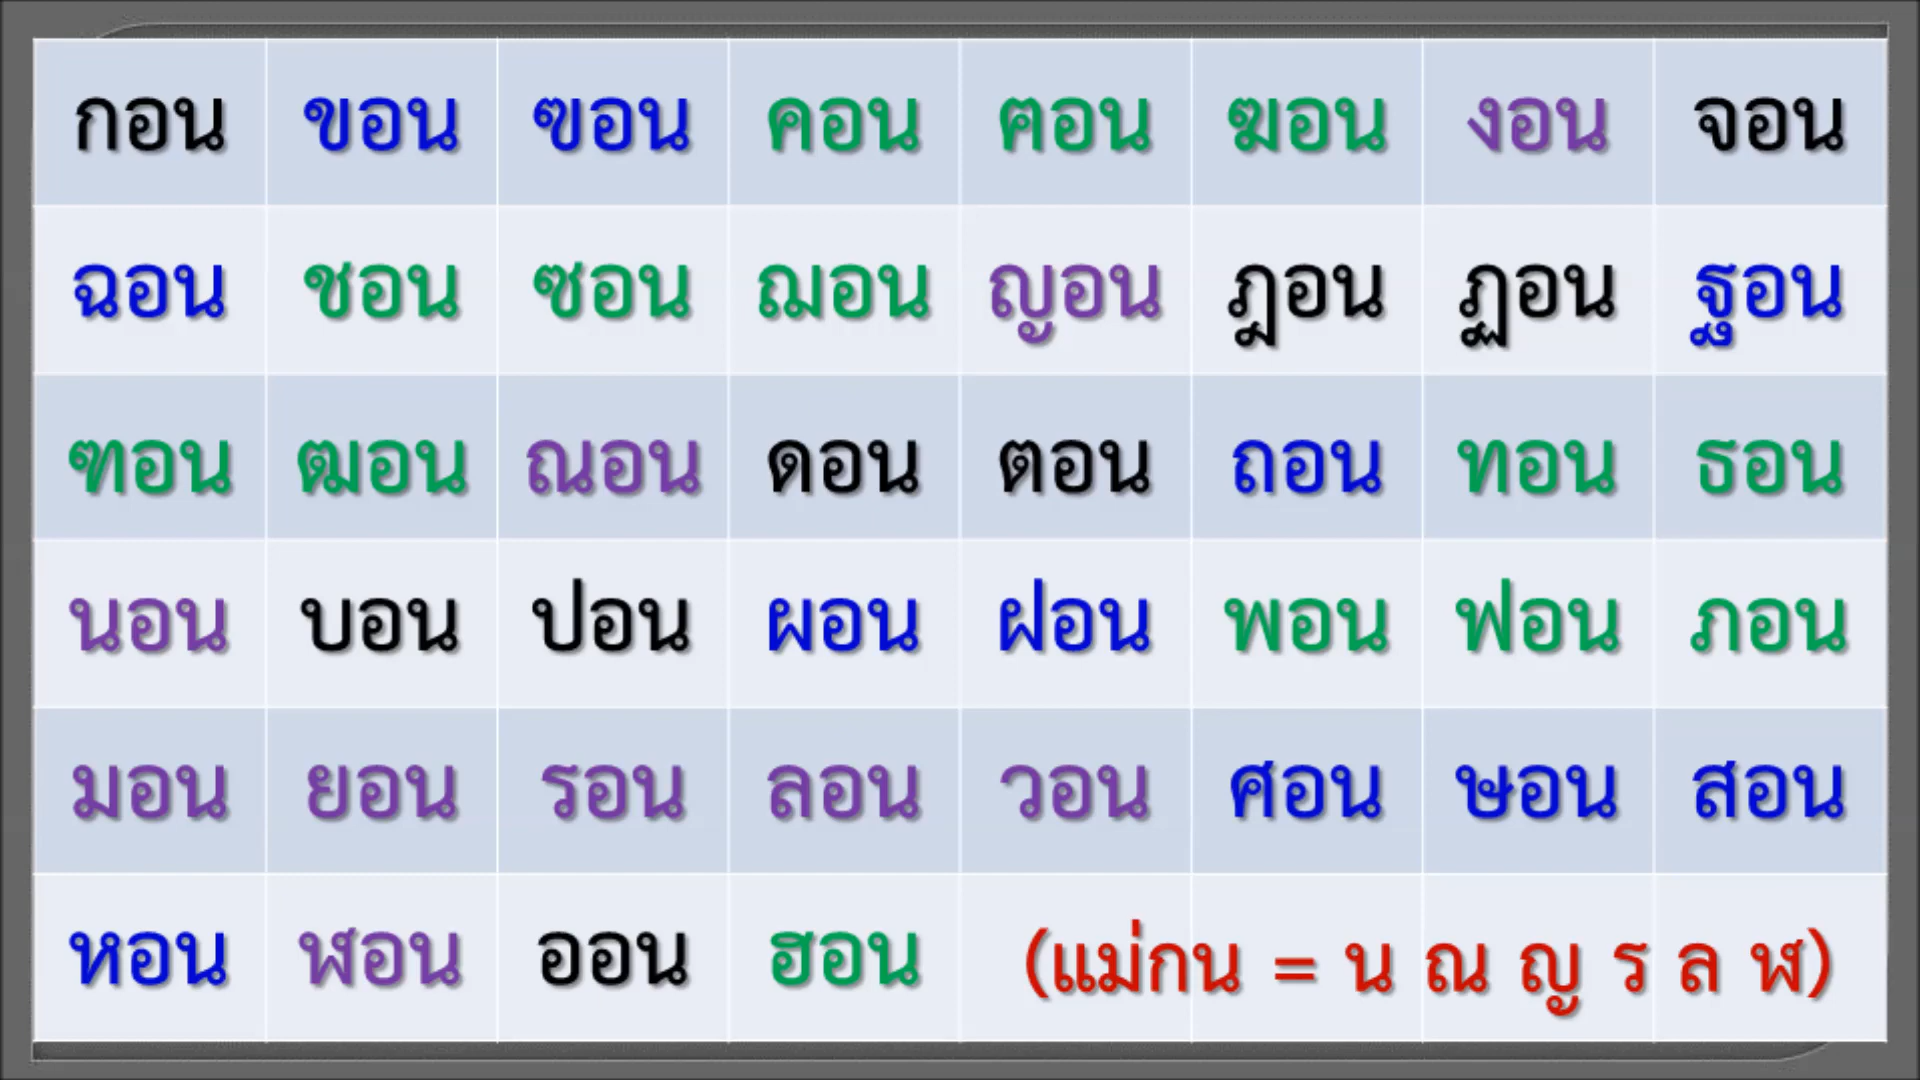 กอน ขอน ฃอน คอน ฅอน ฆอน งอน จอน
ฉอน ชอน ซอน ฌอน ญอน ฎอน ฏอน ฐอน
ฑอน ฒอน ณอน ดอน ตอน ถอน ทอน ธอน
นอน บอน ปอน ผอน ฝอน พอน ฟอน ภอน
มอน ยอน รอน ลอน วอน ศอน ษอน สอน
หอน ฬอน ออน ฮอน (แม่กน = น ณ ญ ร ล ฬ)